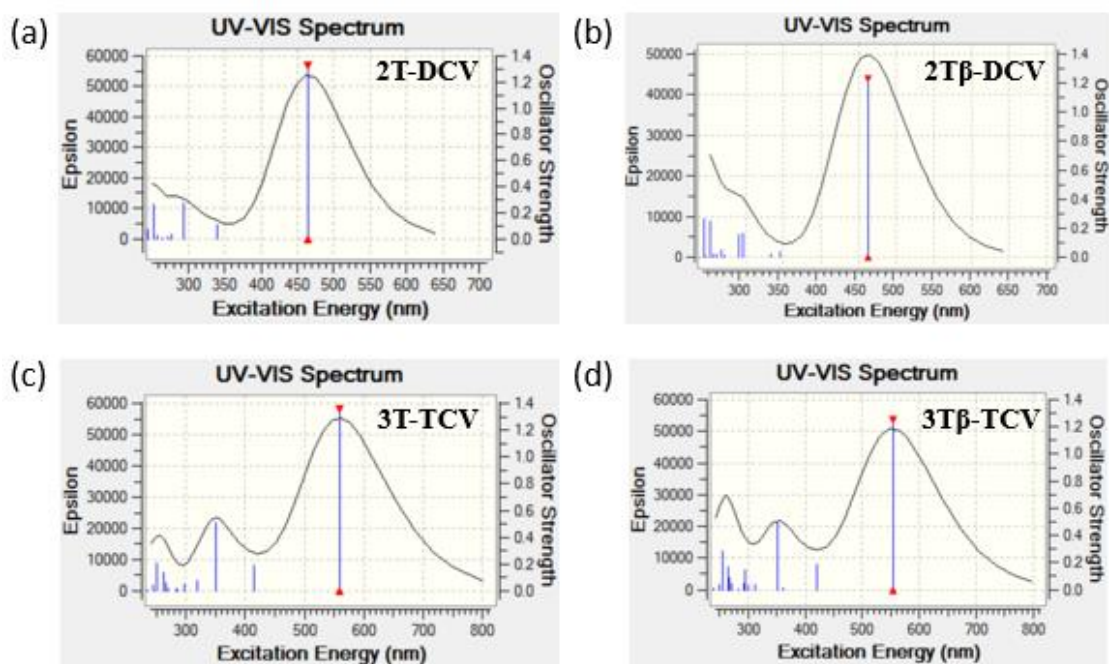 (a)
UV-VIS Spectrum
2T-DCV
Epsilon
60000
50000
40000
30000
20000
10000
0
Oscillator Strength
1.4
1.2
1.0
0.8
0.6
0.4
0.2
0.0
300 350 400 450 500 550 600 650 700
Excitation Energy (nm)
(b)
UV-VIS Spectrum
2Tβ-DCV
Epsilon
50000
40000
30000
20000
10000
0
Oscillator Strength
1.4
1.2
1.0
0.8
0.6
0.4
0.2
0.0
300 350 400 450 500 550 600 650 700
Excitation Energy (nm)
(c)
UV-VIS Spectrum
3T-TCV
Epsilon
60000
50000
40000
30000
20000
10000
0
Oscillator Strength
1.4
1.2
1.0
0.8
0.6
0.4
0.2
0.0
300 400 500 600 700 800
Excitation Energy (nm)
(d)
UV-VIS Spectrum
3Tβ-TCV
Epsilon
60000
50000
40000
30000
20000
10000
0
Oscillator Strength
1.4
1.2
1.0
0.8
0.6
0.4
0.2
0.0
300 400 500 600 700 800
Excitation Energy (nm)